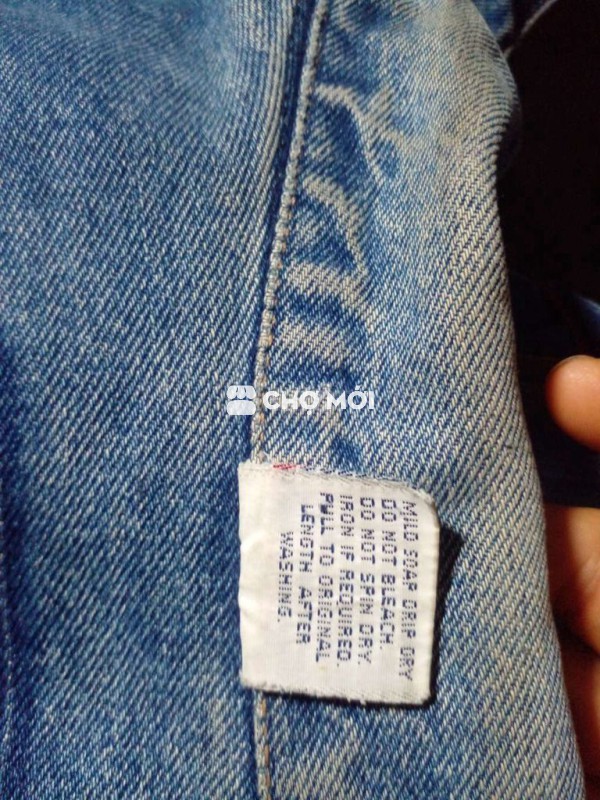 CHỢ MỚI
MILD SOAP DRIP DRY
DO NOT BLEACH.
DO NOT SPIN DRY.
IRON IF REQUIRED.
PULL TO ORIGINAL
LENGTH AFTER
WASHING.